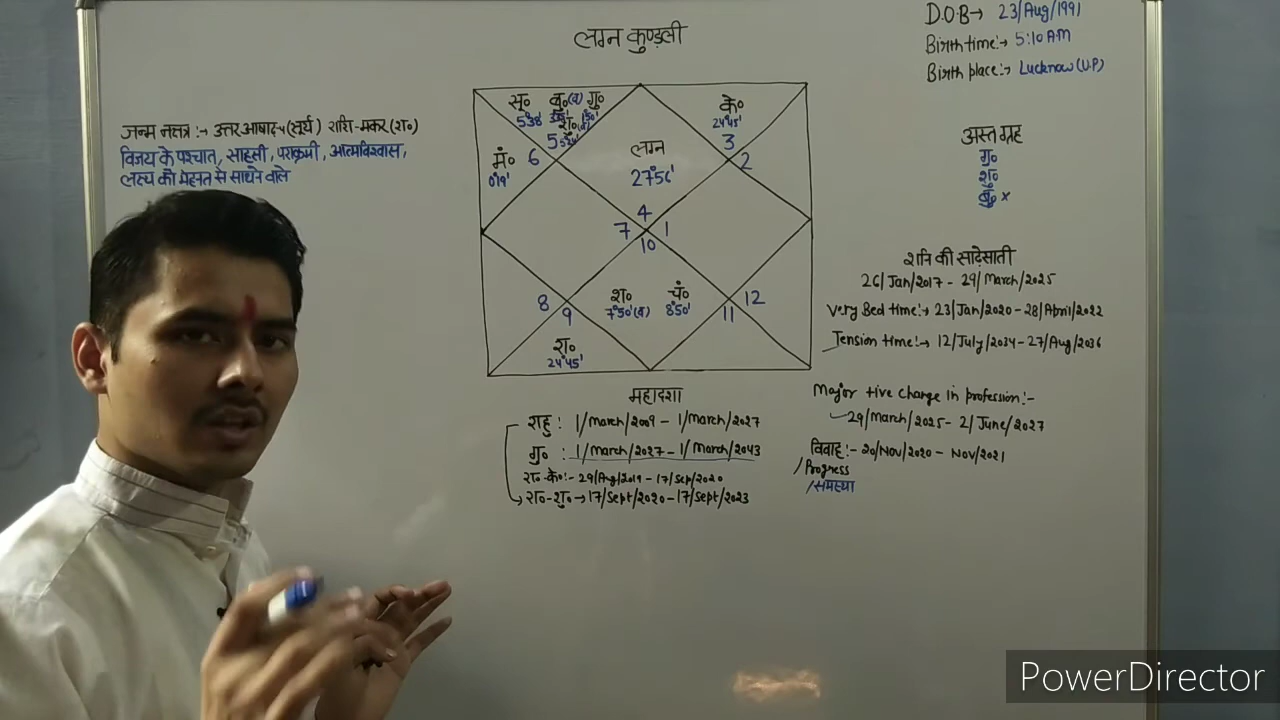 लग्न कुण्डली
D.O.B→ 23/Aug/1991
Birth time:→ 5:10 A.M
Birth place:→ Lucknow (U.P)
जन्म नक्षत्र :→ उत्तर आषाढ़-4 (सूर्य) राशि-मकर (श०)
विजय के पश्चात, साहसी, पराक्रमी, आत्मविश्वास,
लक्ष्य को मेहनत से साधने वाले
सू० बु०(व) गु०
5°38'
शु०(व)
5
मं० 6
0°19'
के०
24°45'
3
2
लग्न
27°56'
4
7 1
10
8
9
श० चं०
7°50'(व) 8°50'
12
11
रा०
24°45'
अस्त ग्रह
गु०
शु०
बु० x
शनि की साढेसाती
26/Jan/2017 - 29/March/2025
Very Bed time:→ 23/Jan/2020 - 28/April/2022
Tension time:→ 12/July/2034 - 27/Aug/2036
Major +ive change in profession:-
29/March/2025 - 2/June/2027
विवाह:- 20/Nov/2020 - Nov/2021
/Progress
/समस्या
महादशा
राहु : 1/March/2009 - 1/March/2027
गु० : 1/March/2027 - 1/March/2043
रा०-के०:- 29/Aug/2019 - 17/Sep/2020
रा०-शु० → 17/Sept/2020 - 17/Sept/2023
PowerDirector